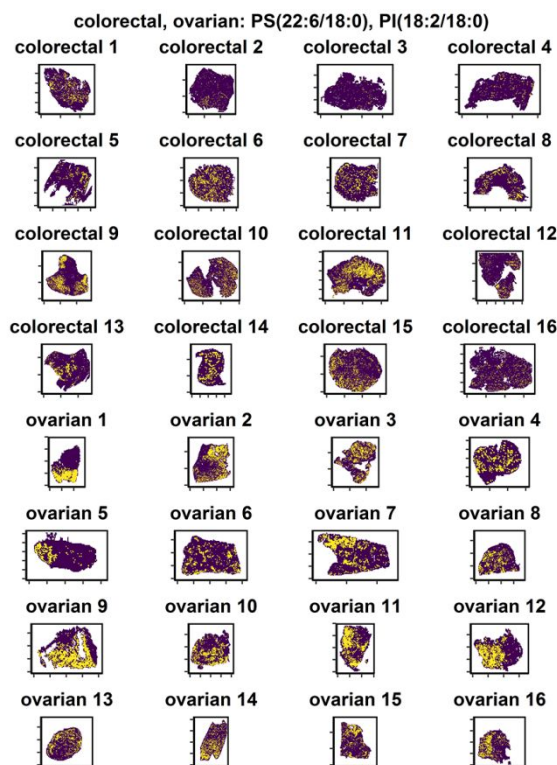 colorectal, ovarian: PS(22:6/18:0), PI(18:2/18:0)
colorectal 1 colorectal 2 colorectal 3 colorectal 4
colorectal 5 colorectal 6 colorectal 7 colorectal 8
colorectal 9 colorectal 10 colorectal 11 colorectal 12
colorectal 13 colorectal 14 colorectal 15 colorectal 16
ovarian 1 ovarian 2 ovarian 3 ovarian 4
ovarian 5 ovarian 6 ovarian 7 ovarian 8
ovarian 9 ovarian 10 ovarian 11 ovarian 12
ovarian 13 ovarian 14 ovarian 15 ovarian 16